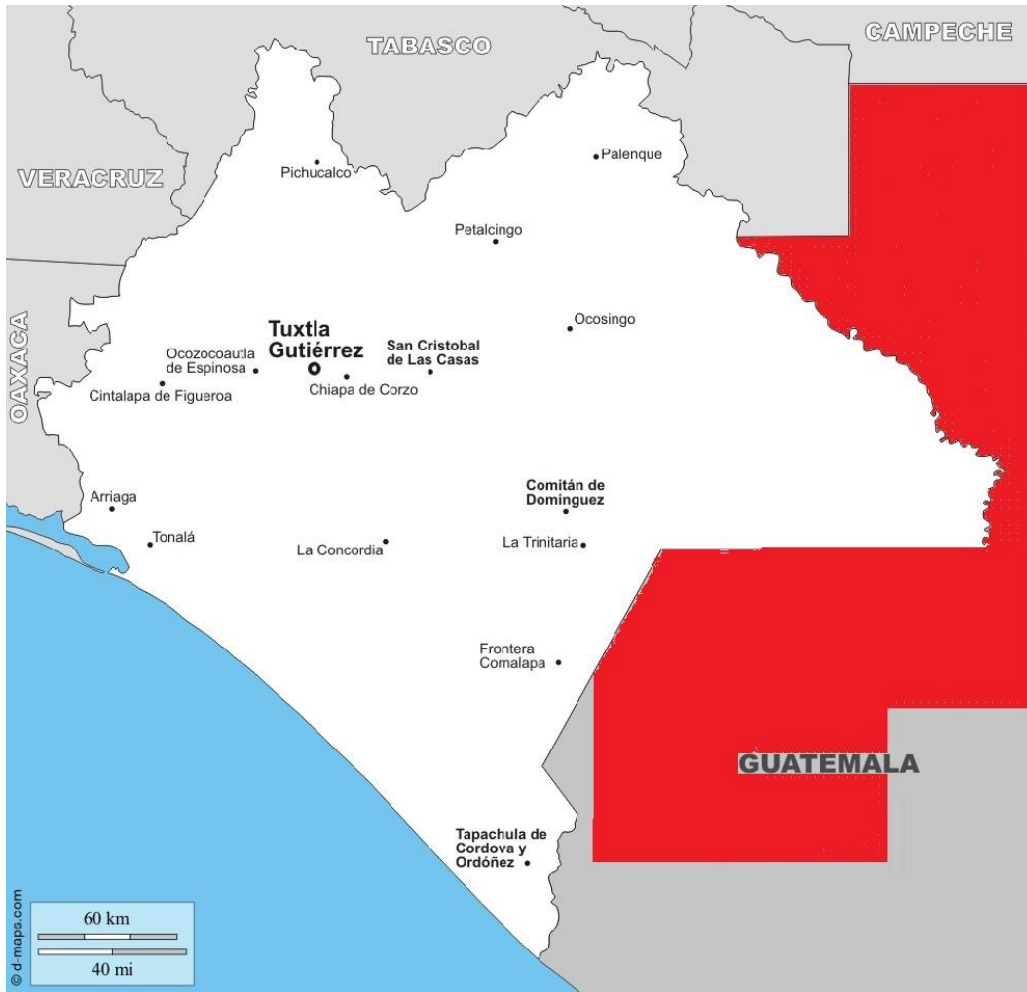 TABASCO
CAMPECHE
VERACRUZ
Pichucalco
Palenque
Petalcingo
OAXACA
Ocosingo
Tuxtla
Gutiérrez
San Cristobal
de Las Casas
Ocozocoautla
de Espinosa
Cintalapa de Figueroa
Chiapa de Corzo
Arriaga
Comitán de
Dominguez
Tonalá
La Concordia
La Trinitaria
Frontera
Comalapa
GUATEMALA
Tapachula de
Cordova y
Ordóñez
60 km
40 mi
© d-maps.com